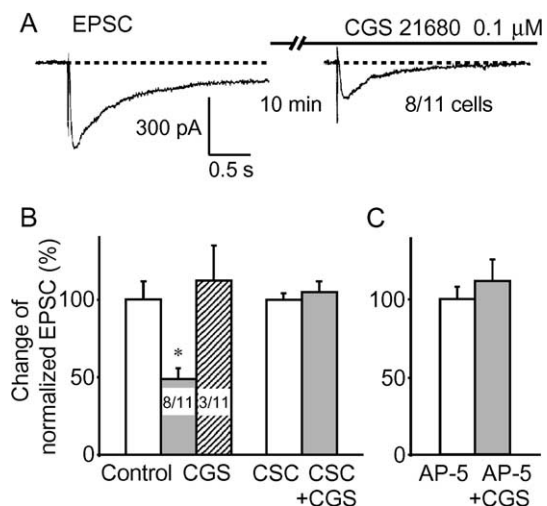 A EPSC
CGS 21680 0.1 µM
10 min
8/11 cells
300 pA
0.5 s
B
C
Change of
normalized EPSC (%)
100
50
0
*
8/11 3/11
Control CGS CSC CSC
+CGS
100
0
AP-5 AP-5
+CGS